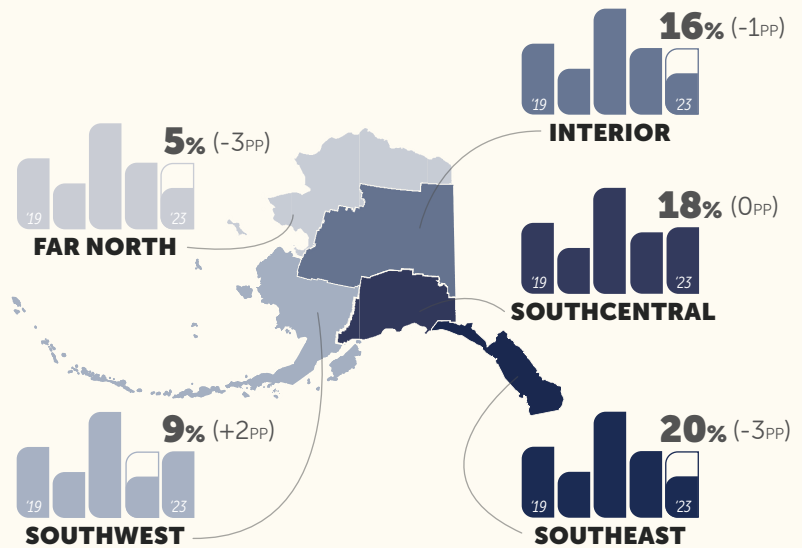 16% (-1PP)
'19
'23
INTERIOR
5% (-3PP)
'19
'23
FAR NORTH
18% (0PP)
'19
'23
SOUTHCENTRAL
9% (+2PP)
'19
'23
SOUTHWEST
20% (-3PP)
'19
'23
SOUTHEAST